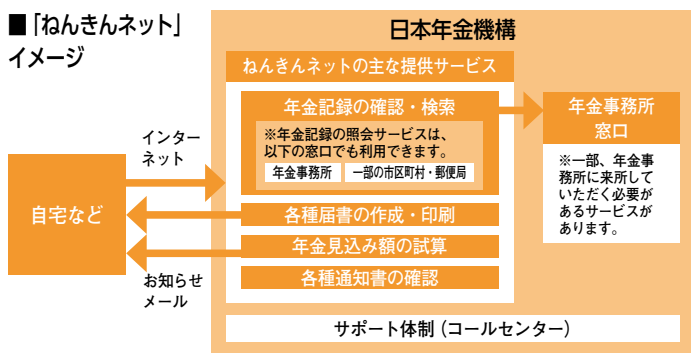 ■「ねんきんネット」
イメージ
日本年金機構
ねんきんネットの主な提供サービス
年金記録の確認・検索
※年金記録の照会サービスは、
以下の窓口でも利用できます。
年金事務所
一部の市区町村・郵便局
各種届書の作成・印刷
年金見込み額の試算
各種通知書の確認
年金事務所
窓口
※一部、年金事
務所に来所して
いただく必要が
あるサービスが
あります。
インター
ネット
自宅など
お知らせ
メール
サポート体制（コールセンター）